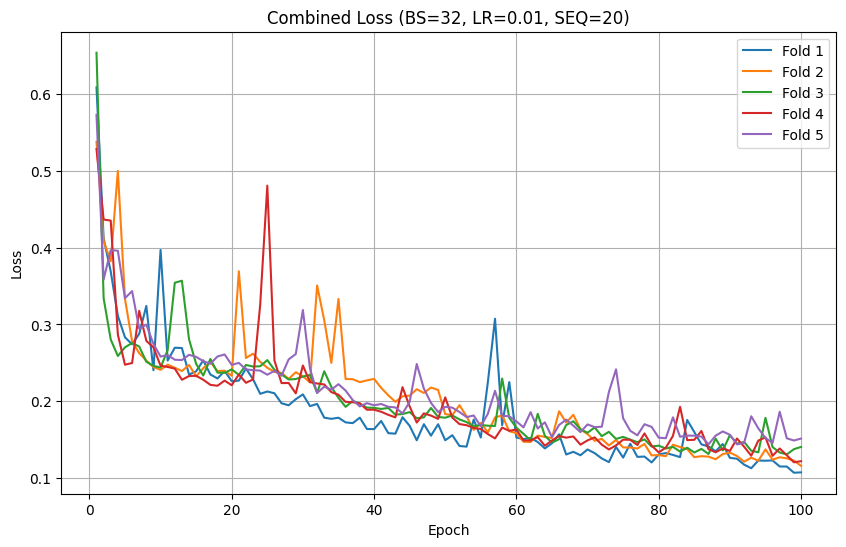 Combined Loss (BS=32, LR=0.01, SEQ=20)
Fold 1
Fold 2
Fold 3
Fold 4
Fold 5
Loss
0.6
0.5
0.4
0.3
0.2
0.1
0
20
40
60
80
100
Epoch